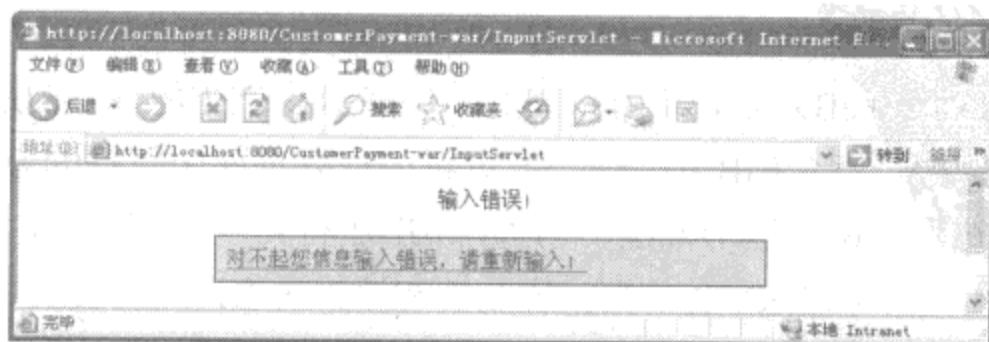 http://localhost:8080/CustomerPayment-war/InputServlet - Microsoft Internet E...
文件(F) 编辑(E) 查看(V) 收藏(A) 工具(T) 帮助(H)
后退 搜索 收藏夹
地址(D) http://localhost:8080/CustomerPayment-war/InputServlet 转到 链接 »
输入错误!
对不起您信息输入错误，请重新输入!
完毕 本地 Intranet